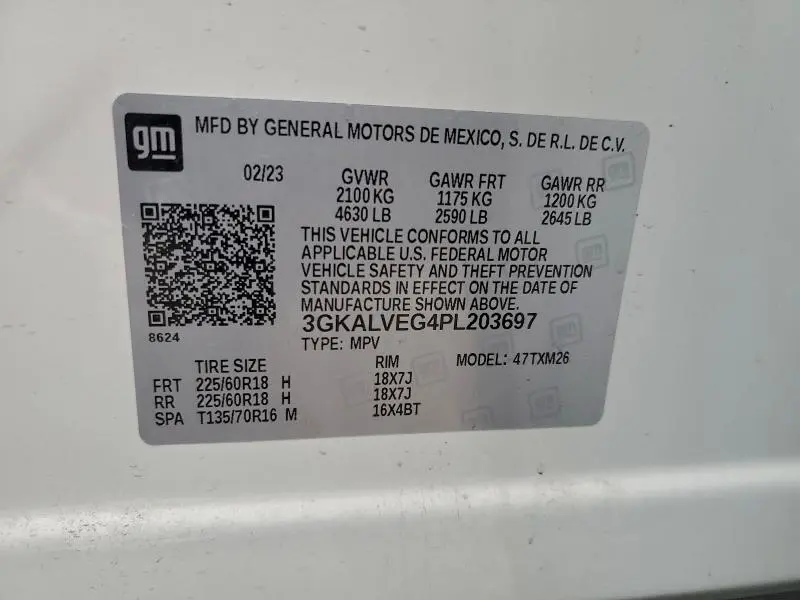 gm
MFD BY GENERAL MOTORS DE MEXICO, S. DE R.L. DE C.V.
02/23 GVWR GAWR FRT GAWR RR
2100 KG 1175 KG 1200 KG
4630 LB 2590 LB 2645 LB
THIS VEHICLE CONFORMS TO ALL
APPLICABLE U.S. FEDERAL MOTOR
VEHICLE SAFETY AND THEFT PREVENTION
STANDARDS IN EFFECT ON THE DATE OF
MANUFACTURE SHOWN ABOVE.
3GKALVEG4PL203697
8624
TYPE: MPV
TIRE SIZE RIM MODEL: 47TXM26
FRT 225/60R18 H 18X7J
RR 225/60R18 H 18X7J
SPA T135/70R16 M 16X4BT